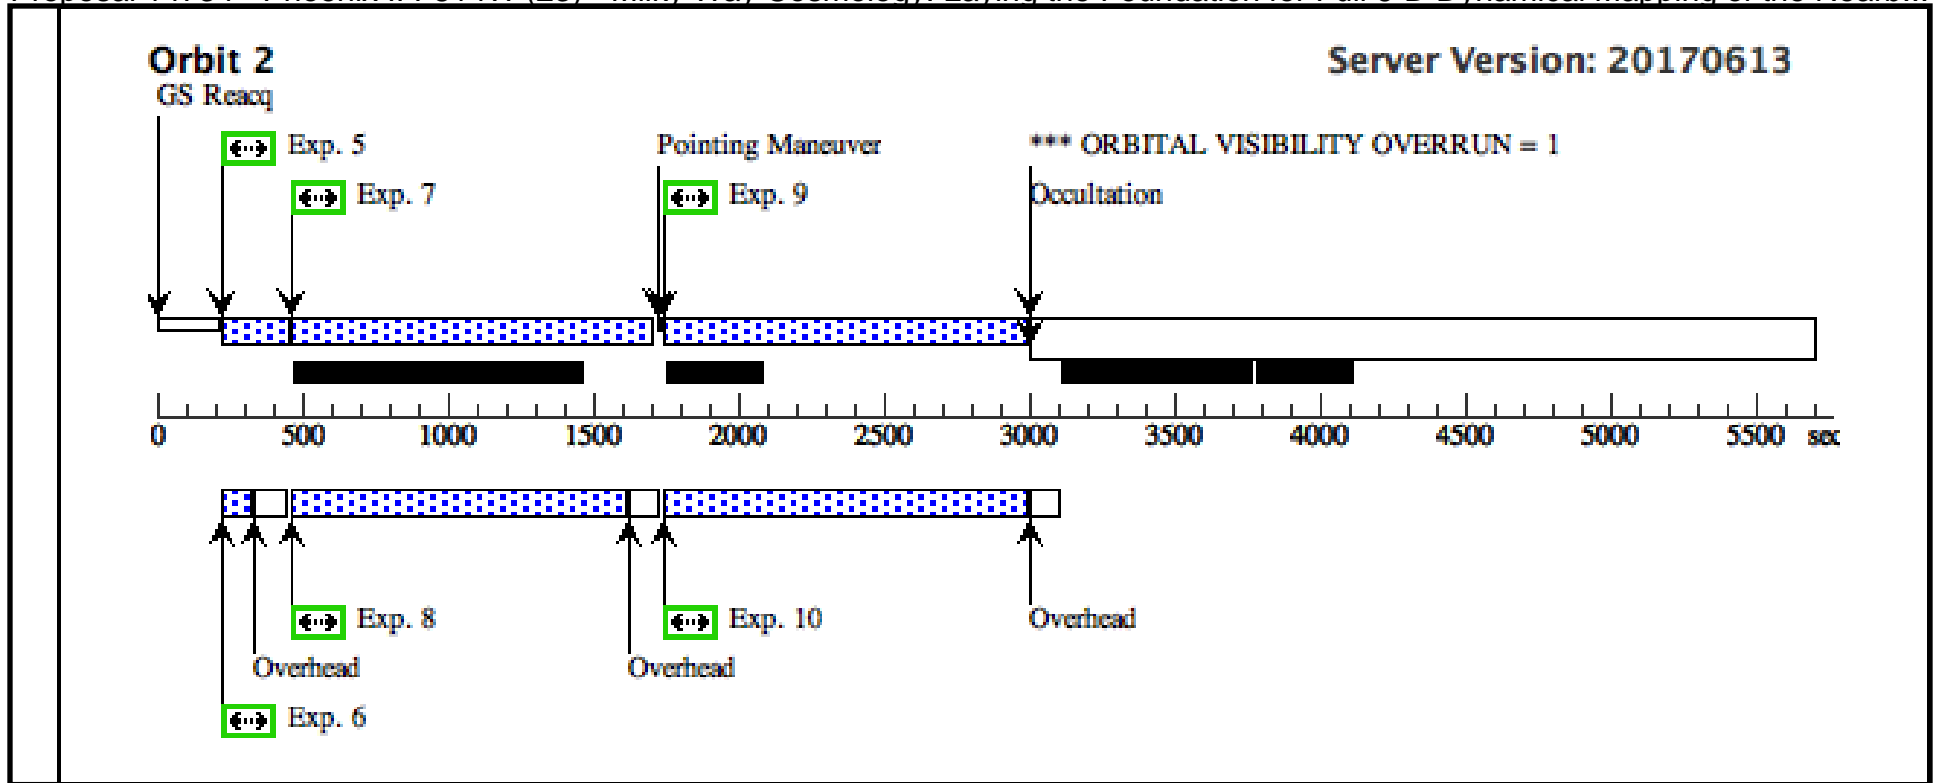 Orbit 2
Server Version: 20170613
GS Reacq
Exp. 5
Pointing Maneuver
*** ORBITAL VISIBILITY OVERRUN = 1
Exp. 7
Exp. 9
Occultation
0 500 1000 1500 2000 2500 3000 3500 4000 4500 5000 5500 sec
Exp. 8
Exp. 10
Overhead
Overhead
Overhead
Exp. 6